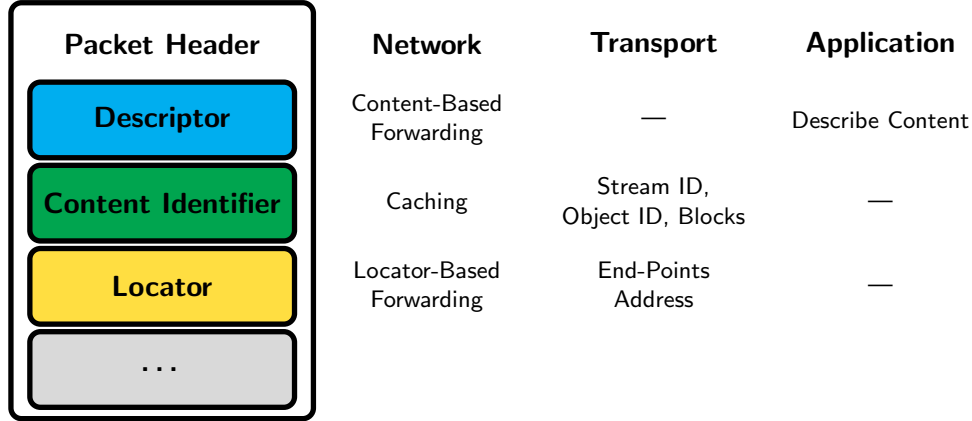 Packet Header Network Transport Application
Descriptor Content-Based Forwarding — Describe Content
Content Identifier Caching Stream ID, Object ID, Blocks —
Locator Locator-Based Forwarding End-Points Address —
...